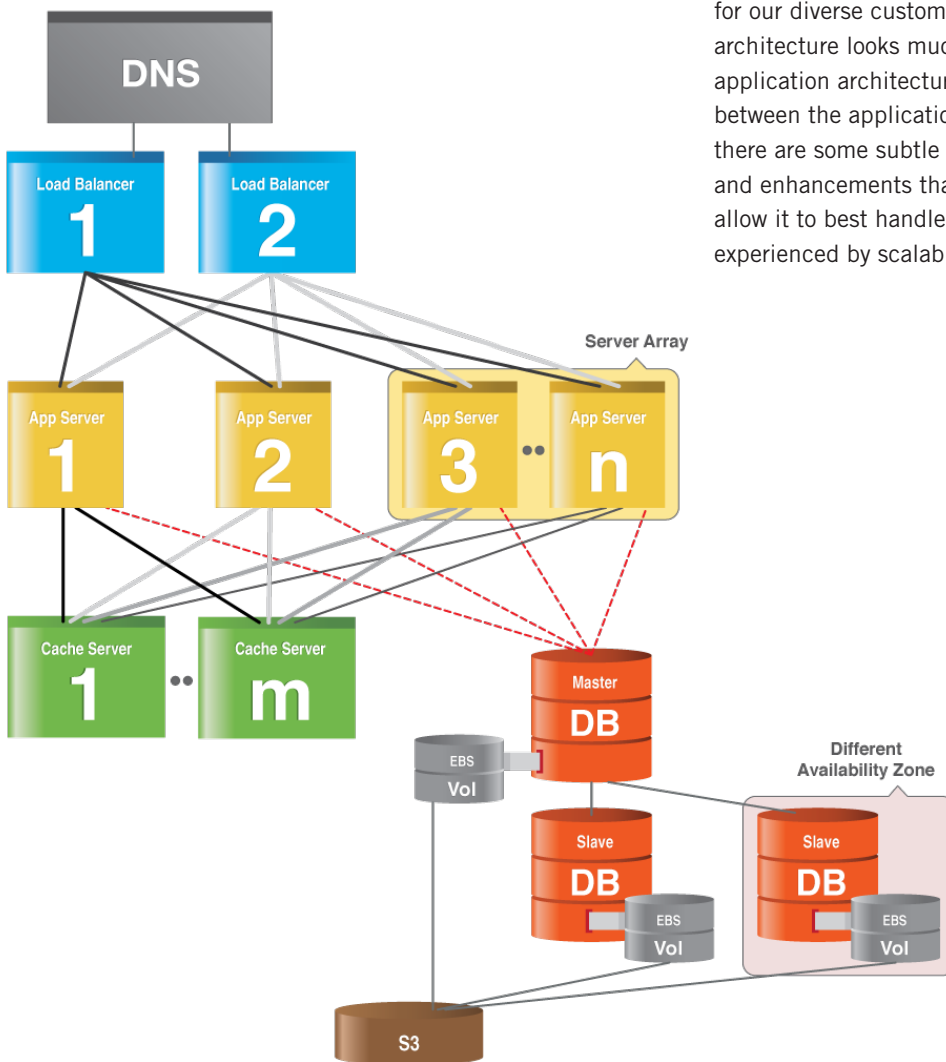 for our diverse custom
architecture looks muc
application architectur
between the applicatio
there are some subtle
and enhancements tha
allow it to best handle
experienced by scalab
DNS
Load Balancer
1
Load Balancer
2
Server Array
App Server
1
App Server
2
App Server
3
App Server
n
Cache Server
1
Cache Server
m
Master
DB
EBS
Vol
Different
Availability Zone
Slave
DB
EBS
Vol
Slave
DB
EBS
Vol
S3